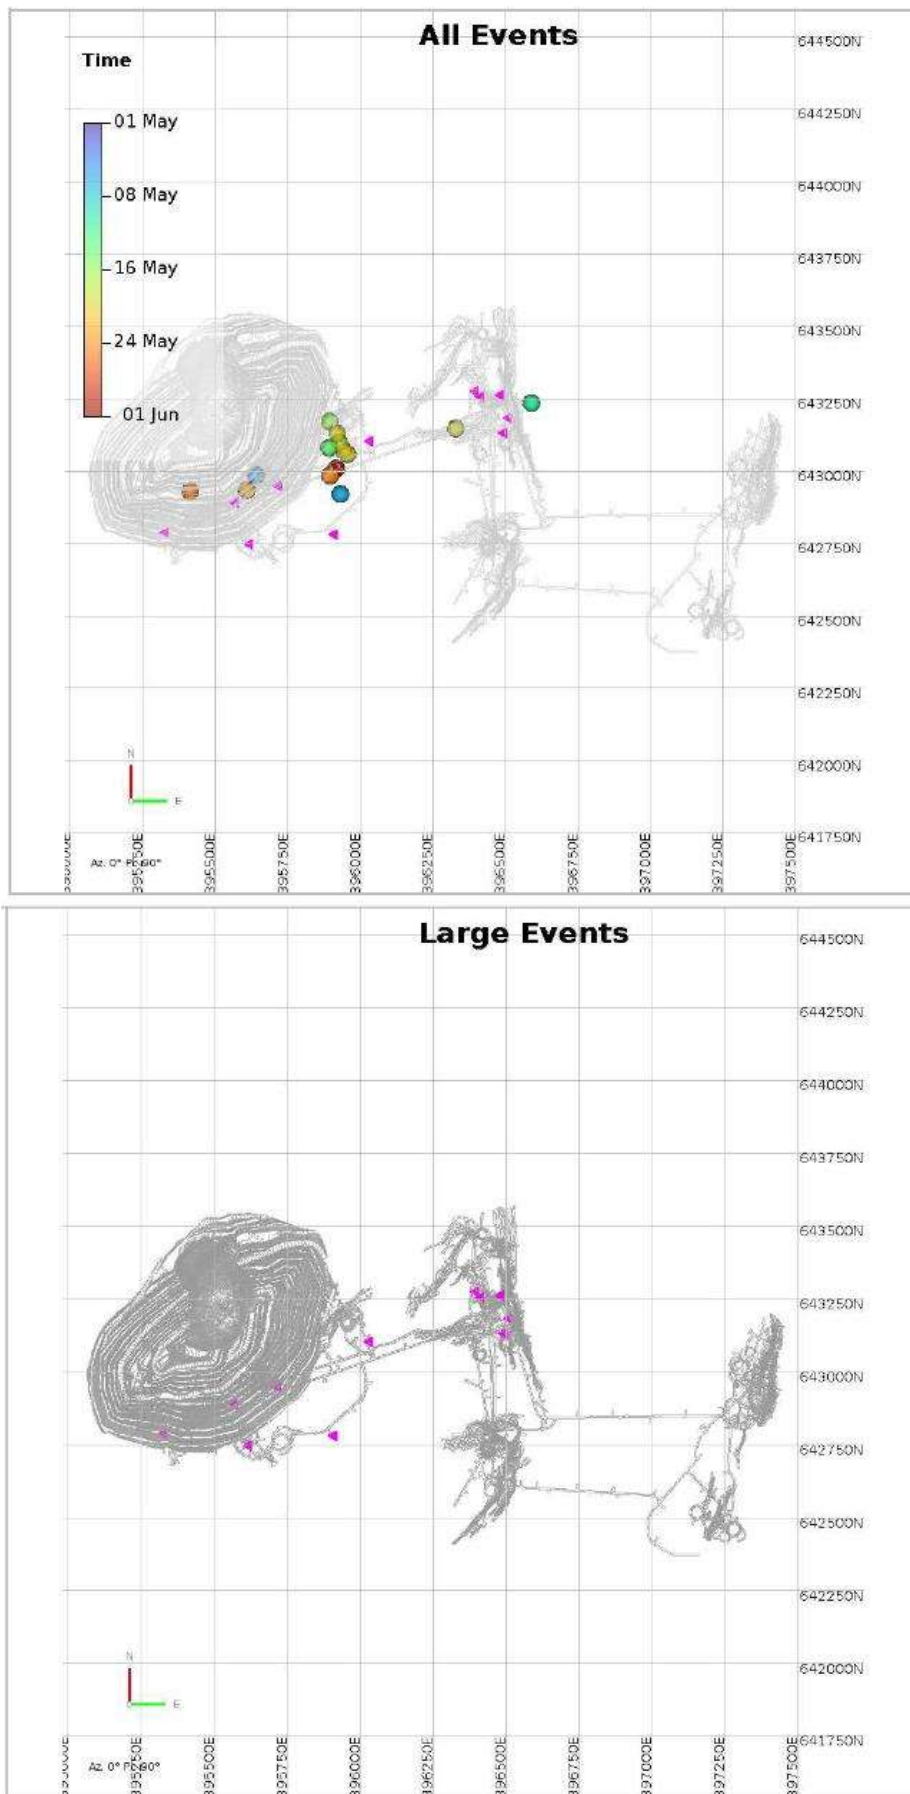 All Events
Time
01 May
08 May
16 May
24 May
01 Jun
644500N
644250N
644000N
643750N
643500N
643250N
643000N
642750N
642500N
642250N
642000N
641750N
N
E
395500E
395750E
396000E
396250E
396500E
396750E
397000E
397250E
397500E
Large Events
644500N
644250N
644000N
643750N
643500N
643250N
643000N
642750N
642500N
642250N
642000N
641750N
N
E
395000E
395500E
395750E
396000E
396250E
396500E
396750E
397000E
397250E
397500E